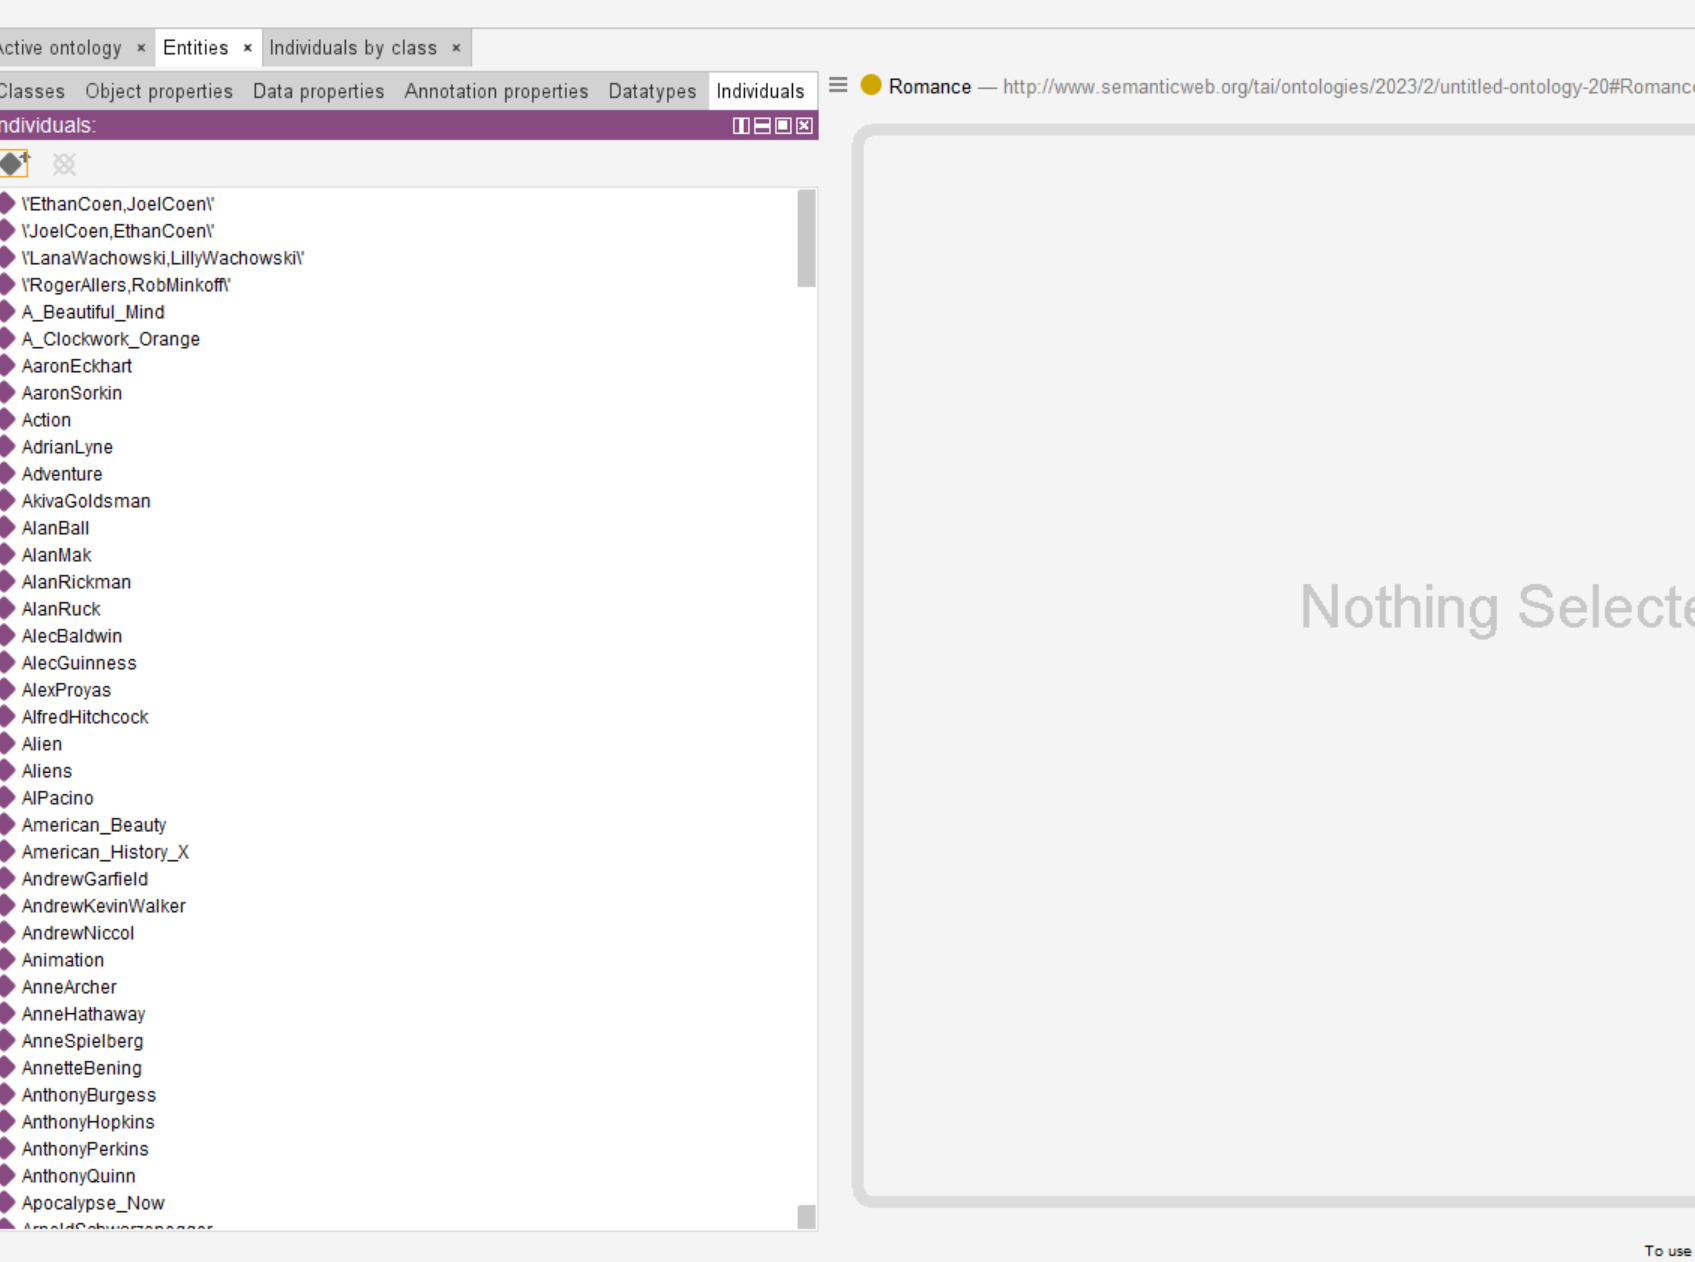 Active ontology × Entities × Individuals by class ×
Classes Object properties Data properties Annotation properties Datatypes Individuals
Romance — http://www.semanticweb.org/tai/ontologies/2023/2/untitled-ontology-20#Romance
ndividuals:
\'EthanCoen,JoelCoen\'
\'JoelCoen,EthanCoen\'
\'LanaWachowski,LillyWachowski\'
\'RogerAllers,RobMinkoff\'
A_Beautiful_Mind
A_Clockwork_Orange
AaronEckhart
AaronSorkin
Action
AdrianLyne
Adventure
AkivaGoldsman
AlanBall
AlanMak
AlanRickman
AlanRuck
AlecBaldwin
AlecGuinness
AlexProyas
AlfredHitchcock
Alien
Aliens
AlPacino
American_Beauty
American_History_X
AndrewGarfield
AndrewKevinWalker
AndrewNiccol
Animation
AnneArcher
AnneHathaway
AnneSpielberg
AnnetteBening
AnthonyBurgess
AnthonyHopkins
AnthonyPerkins
AnthonyQuinn
Apocalypse_Now
ArnoldSchwarzenegger
Nothing Selecte
To use